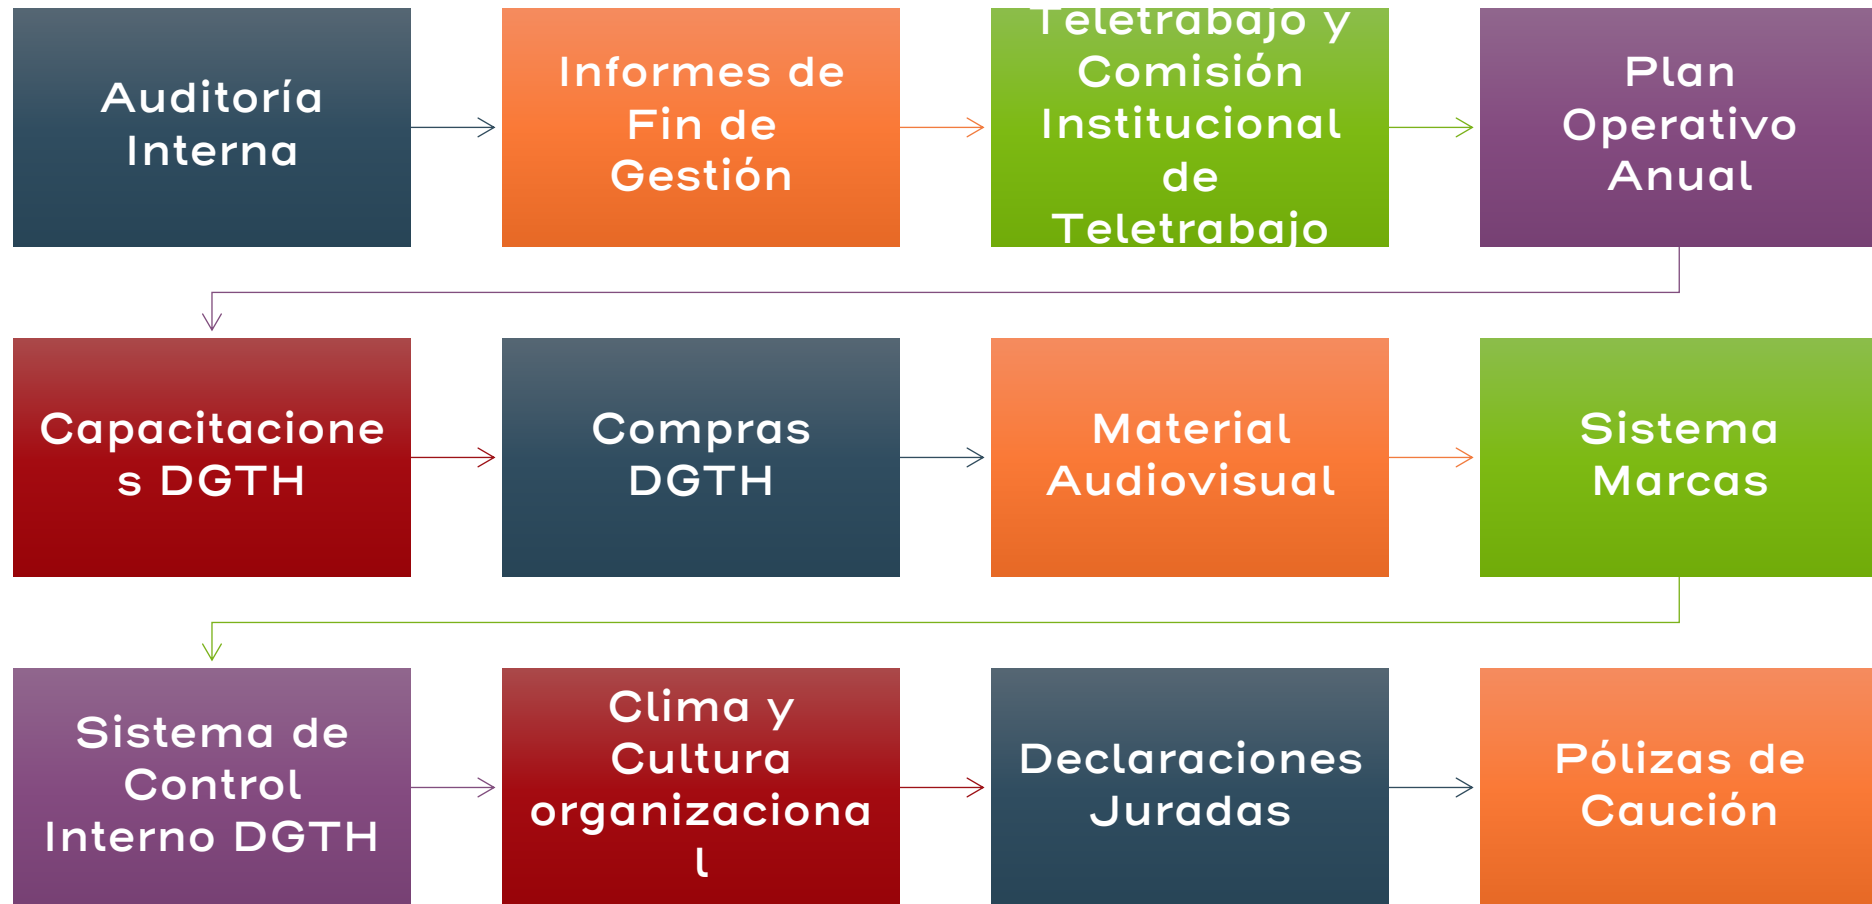 Auditoría
Interna
Informes de
Fin de
Gestión
Teletrabajo y
Comisión
Institucional
de
Teletrabajo
Plan
Operativo
Anual
Capacitacione
s DGTH
Compras
DGTH
Material
Audiovisual
Sistema
Marcas
Sistema de
Control
Interno DGTH
Clima y
Cultura
organizaciona
l
Declaraciones
Juradas
Pólizas de
Caución